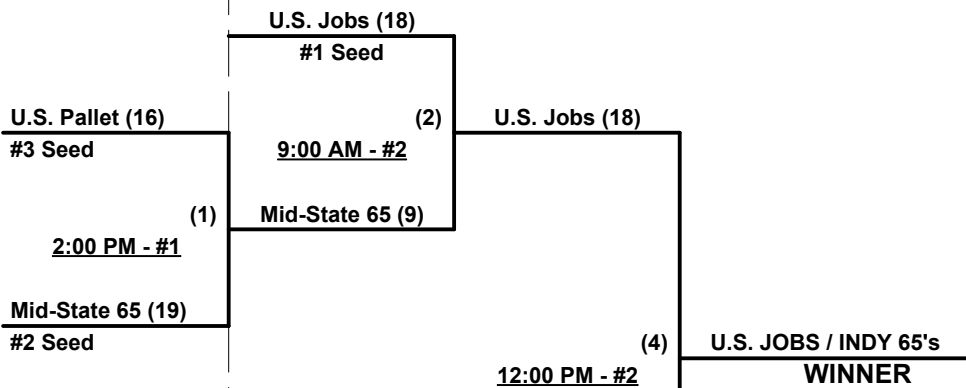 U.S. Jobs (18)
#1 Seed
U.S. Pallet (16)
(2)
U.S. Jobs (18)
#3 Seed
9:00 AM - #2
(1)
Mid-State 65 (9)
2:00 PM - #1
Mid-State 65 (19)
#2 Seed
(4)
U.S. JOBS / INDY 65's
12:00 PM - #2
WINNER